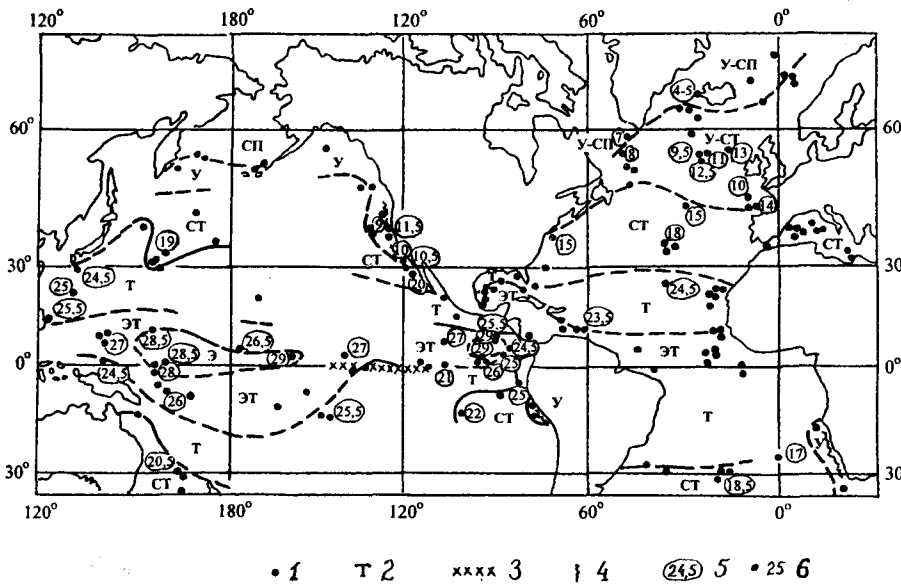 120° 180° 120° 60° 0°
У-СП
4-5
60° 7 У-СТ 60°
СП У-СП
У У 8 9,5 11 13
12,5
10
СТ 9 11,5 СТ 15 14
19 10 10,5 15 18 СТ
30° СТ 30°
25 24,5 Т 20 24,5
25,5 ЭТ Т ЭТ 23,5
27 28,5 26,5 27 25,5
28,5 Э 29 27 29 24,5 ЭТ
0° 28 25 0°
24,5 26 ЭТ 21 Т 26
25,5 22 СТ 25 У Т
Т
20,5 17 У
30° СТ СТ 18,5 30°
120° 180° 120° 60° 0°
1 Т 2 хххх 3 4 24,5 5 25 6